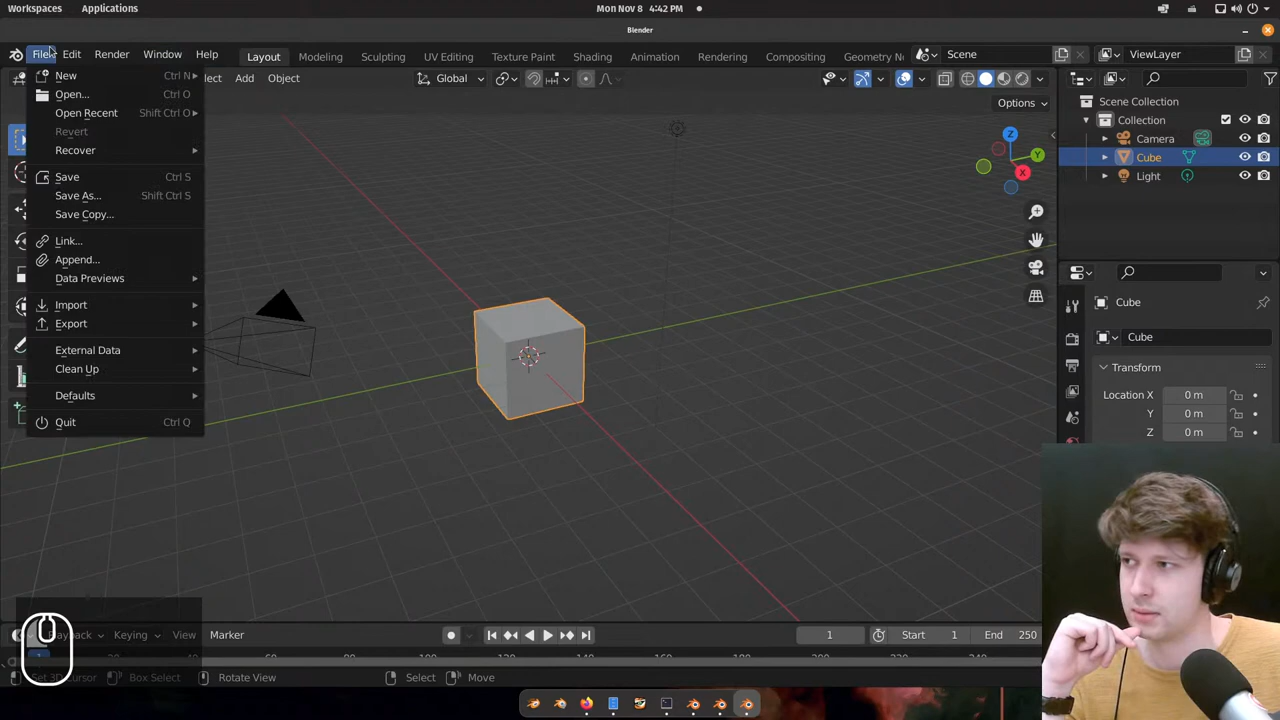 Workspaces Applications Mon Nov 8 4:42 PM
Blender
File Edit Render Window Help Layout Modeling Sculpting UV Editing Texture Paint Shading Animation Rendering Compositing Geometry N Scene ViewLayer
New Ctrl N
Open... Ctrl O
Open Recent Shift Ctrl O
Revert
Recover
Save Ctrl S
Save As... Shift Ctrl S
Save Copy...
Link...
Append...
Data Previews
Import
Export
External Data
Clean Up
Defaults
Quit Ctrl Q
Add Object Global
Options
Z
Y
X
Scene Collection
Collection
Camera
Cube
Light
Cube
Cube
Transform
Location X 0 m
Y 0 m
Z 0 m
Playback Keying View Marker 1 Start 1 End 250
1
Set 3D Cursor Box Select Rotate View Select Move